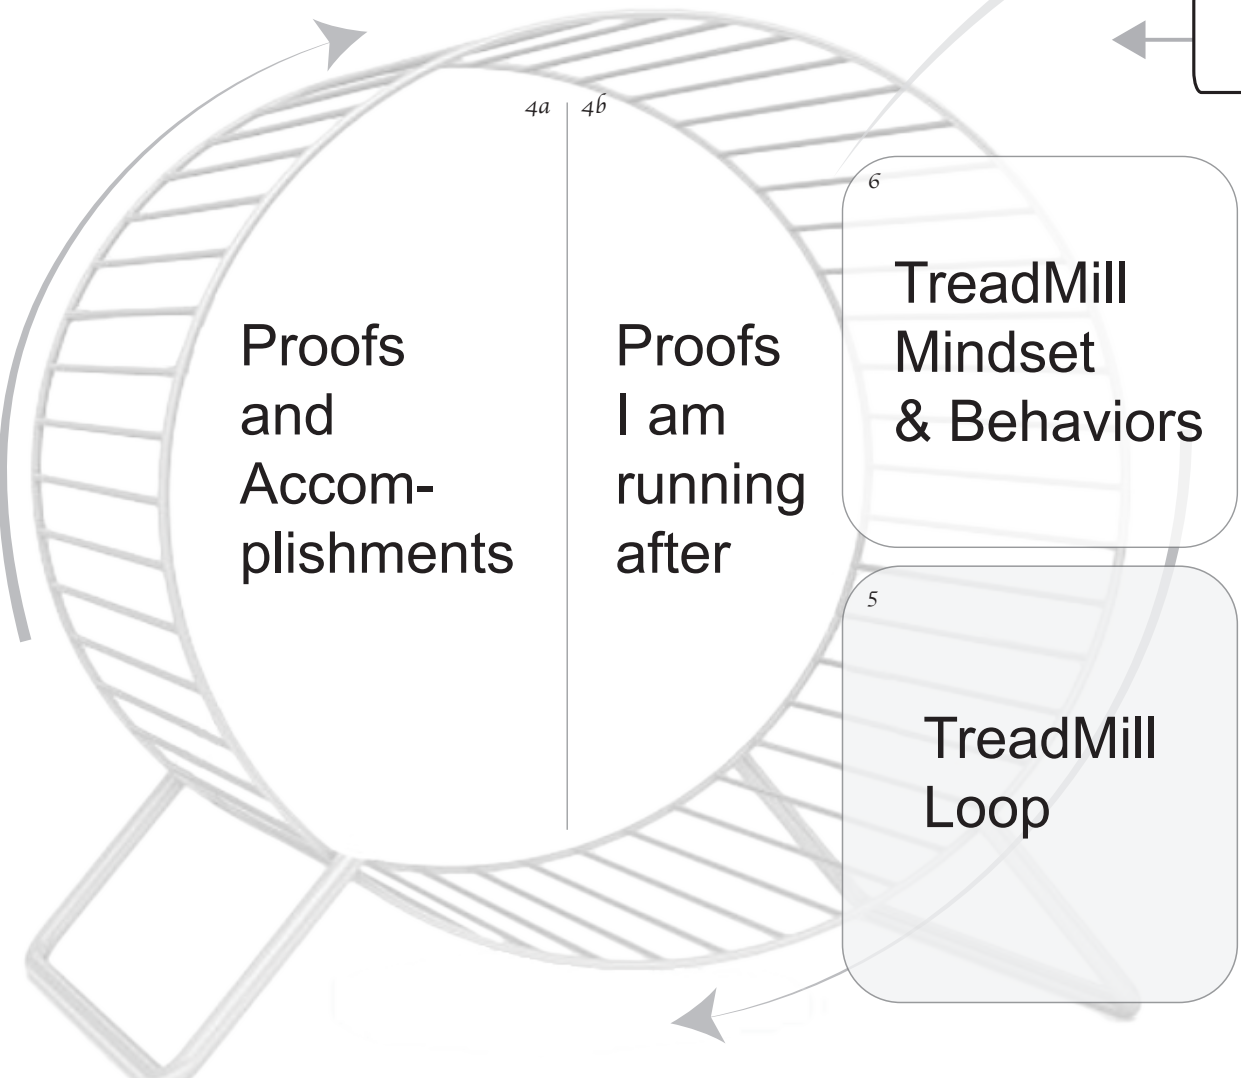 4a
4b
Proofs
and
Accom-
plishments
Proofs
I am
running
after
6
TreadMill
Mindset
& Behaviors
5
TreadMill
Loop